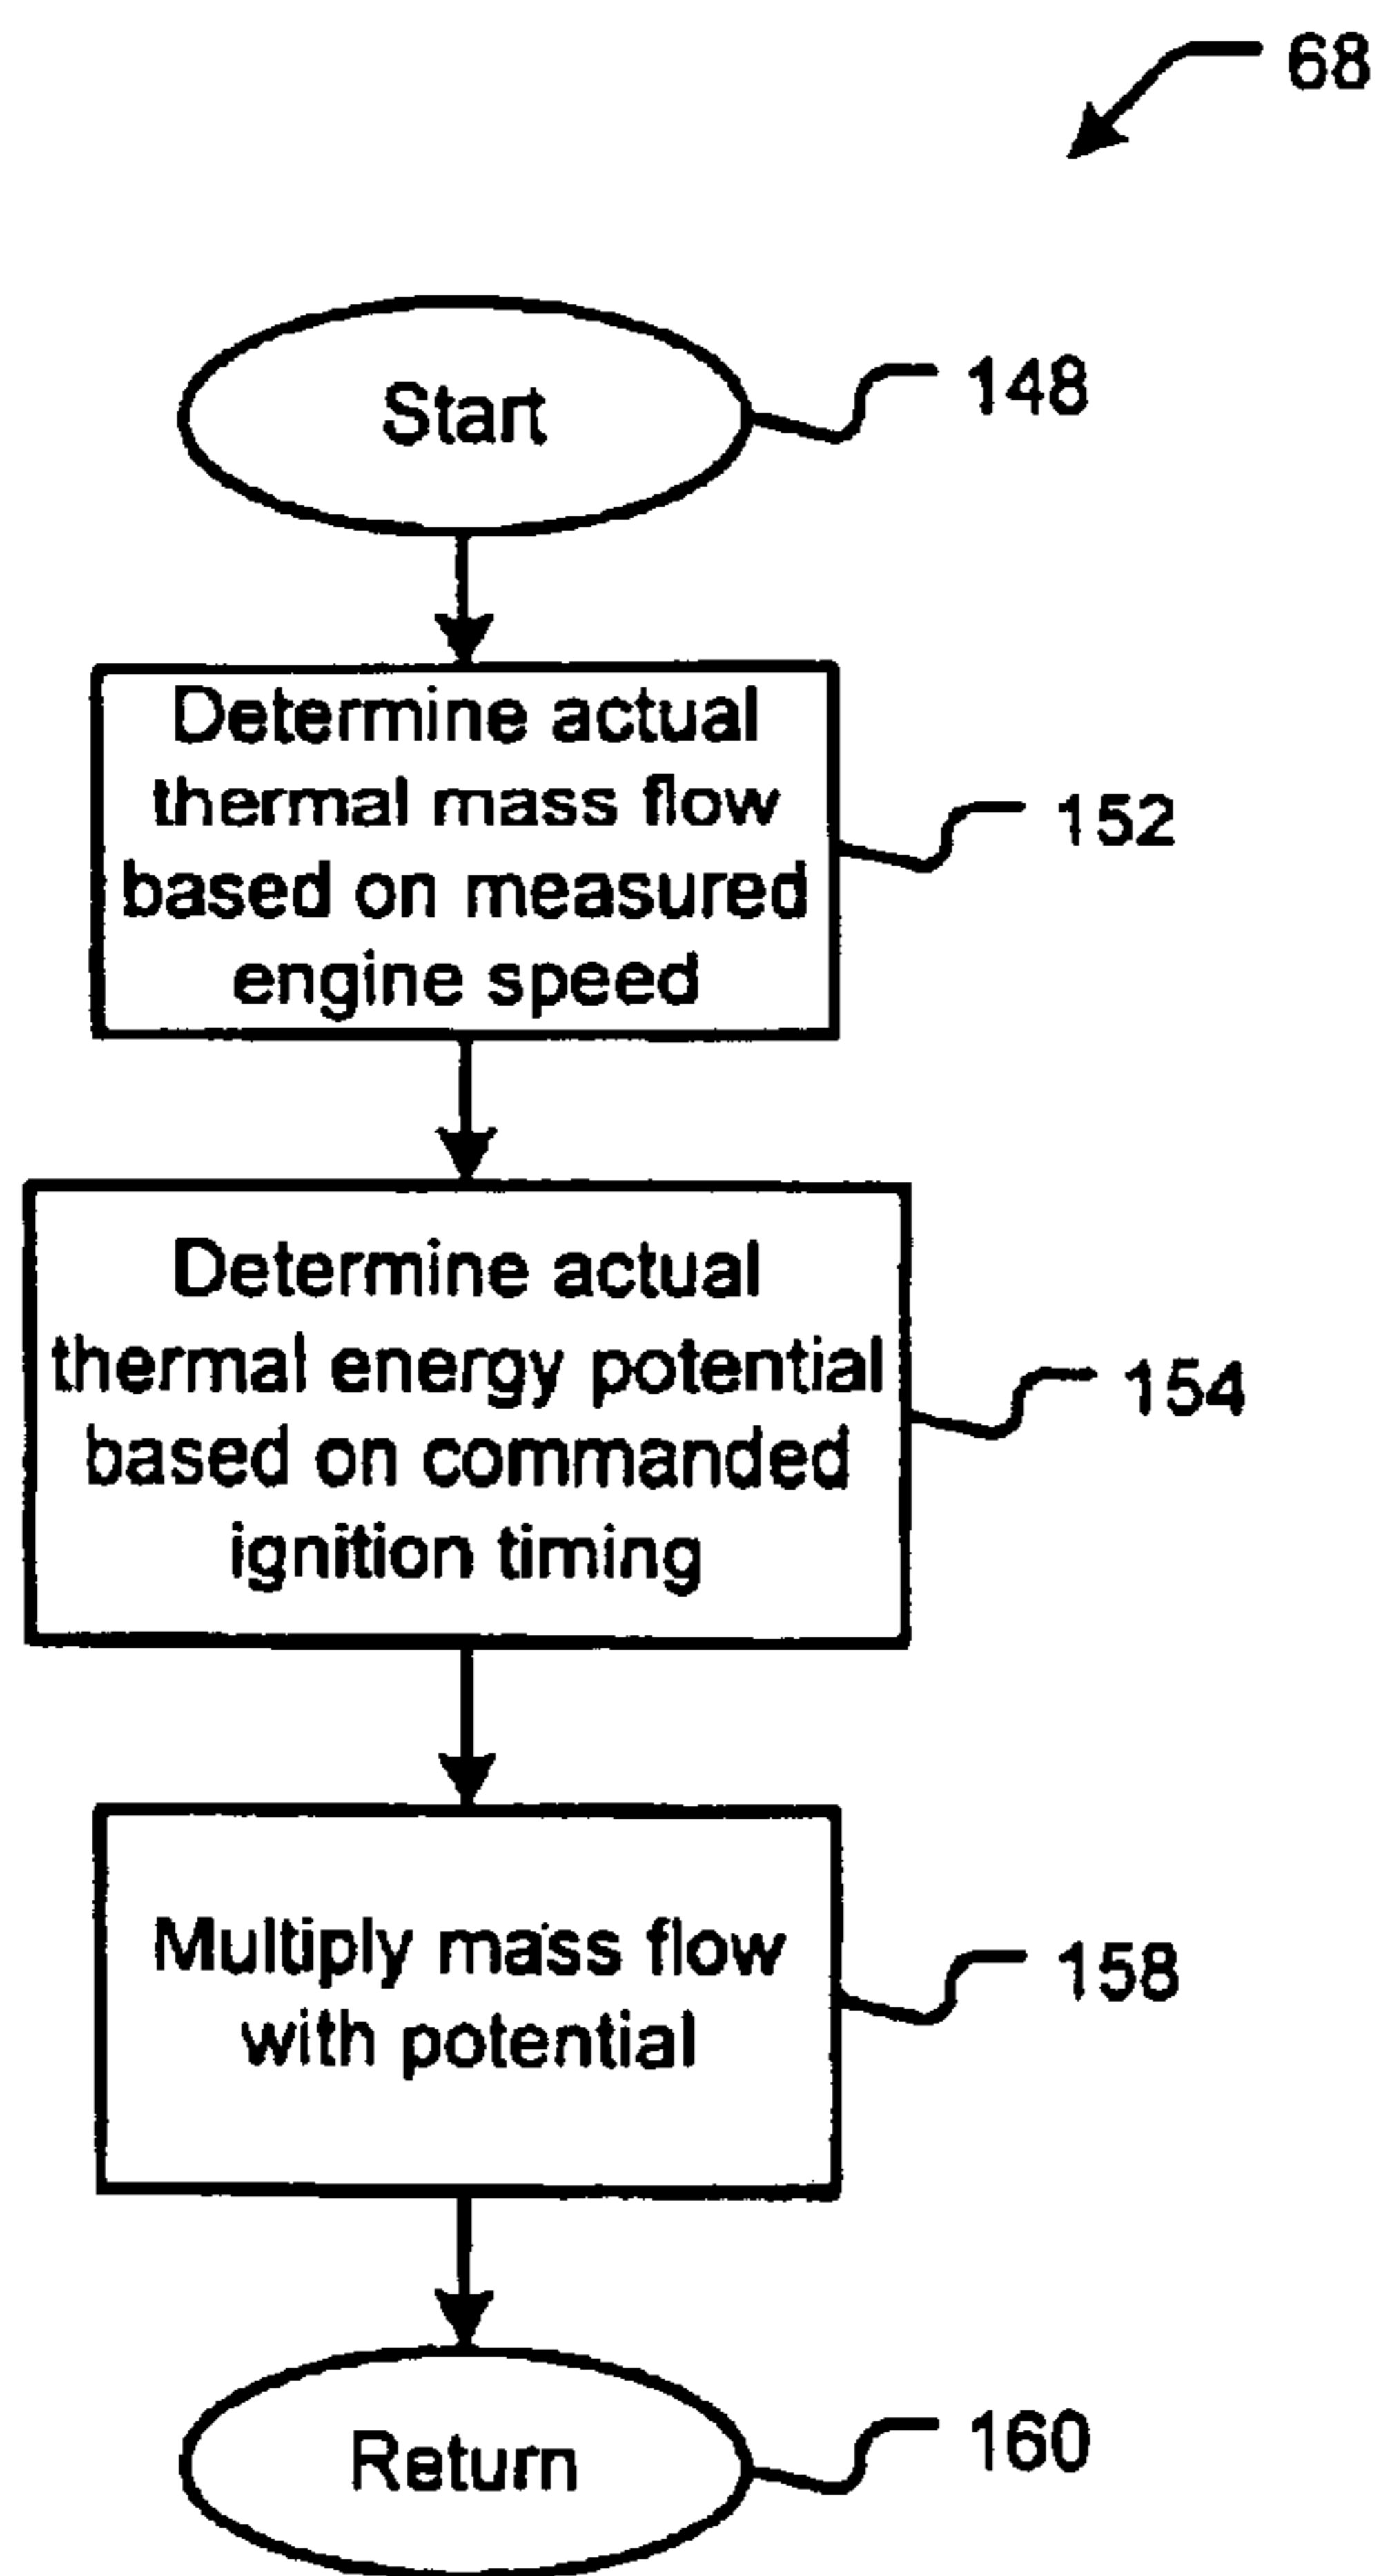 68
Start
148
Determine actual
thermal mass flow
based on measured
engine speed
152
Determine actual
thermal energy potential
based on commanded
ignition timing
154
Multiply mass flow
with potential
158
Return
160